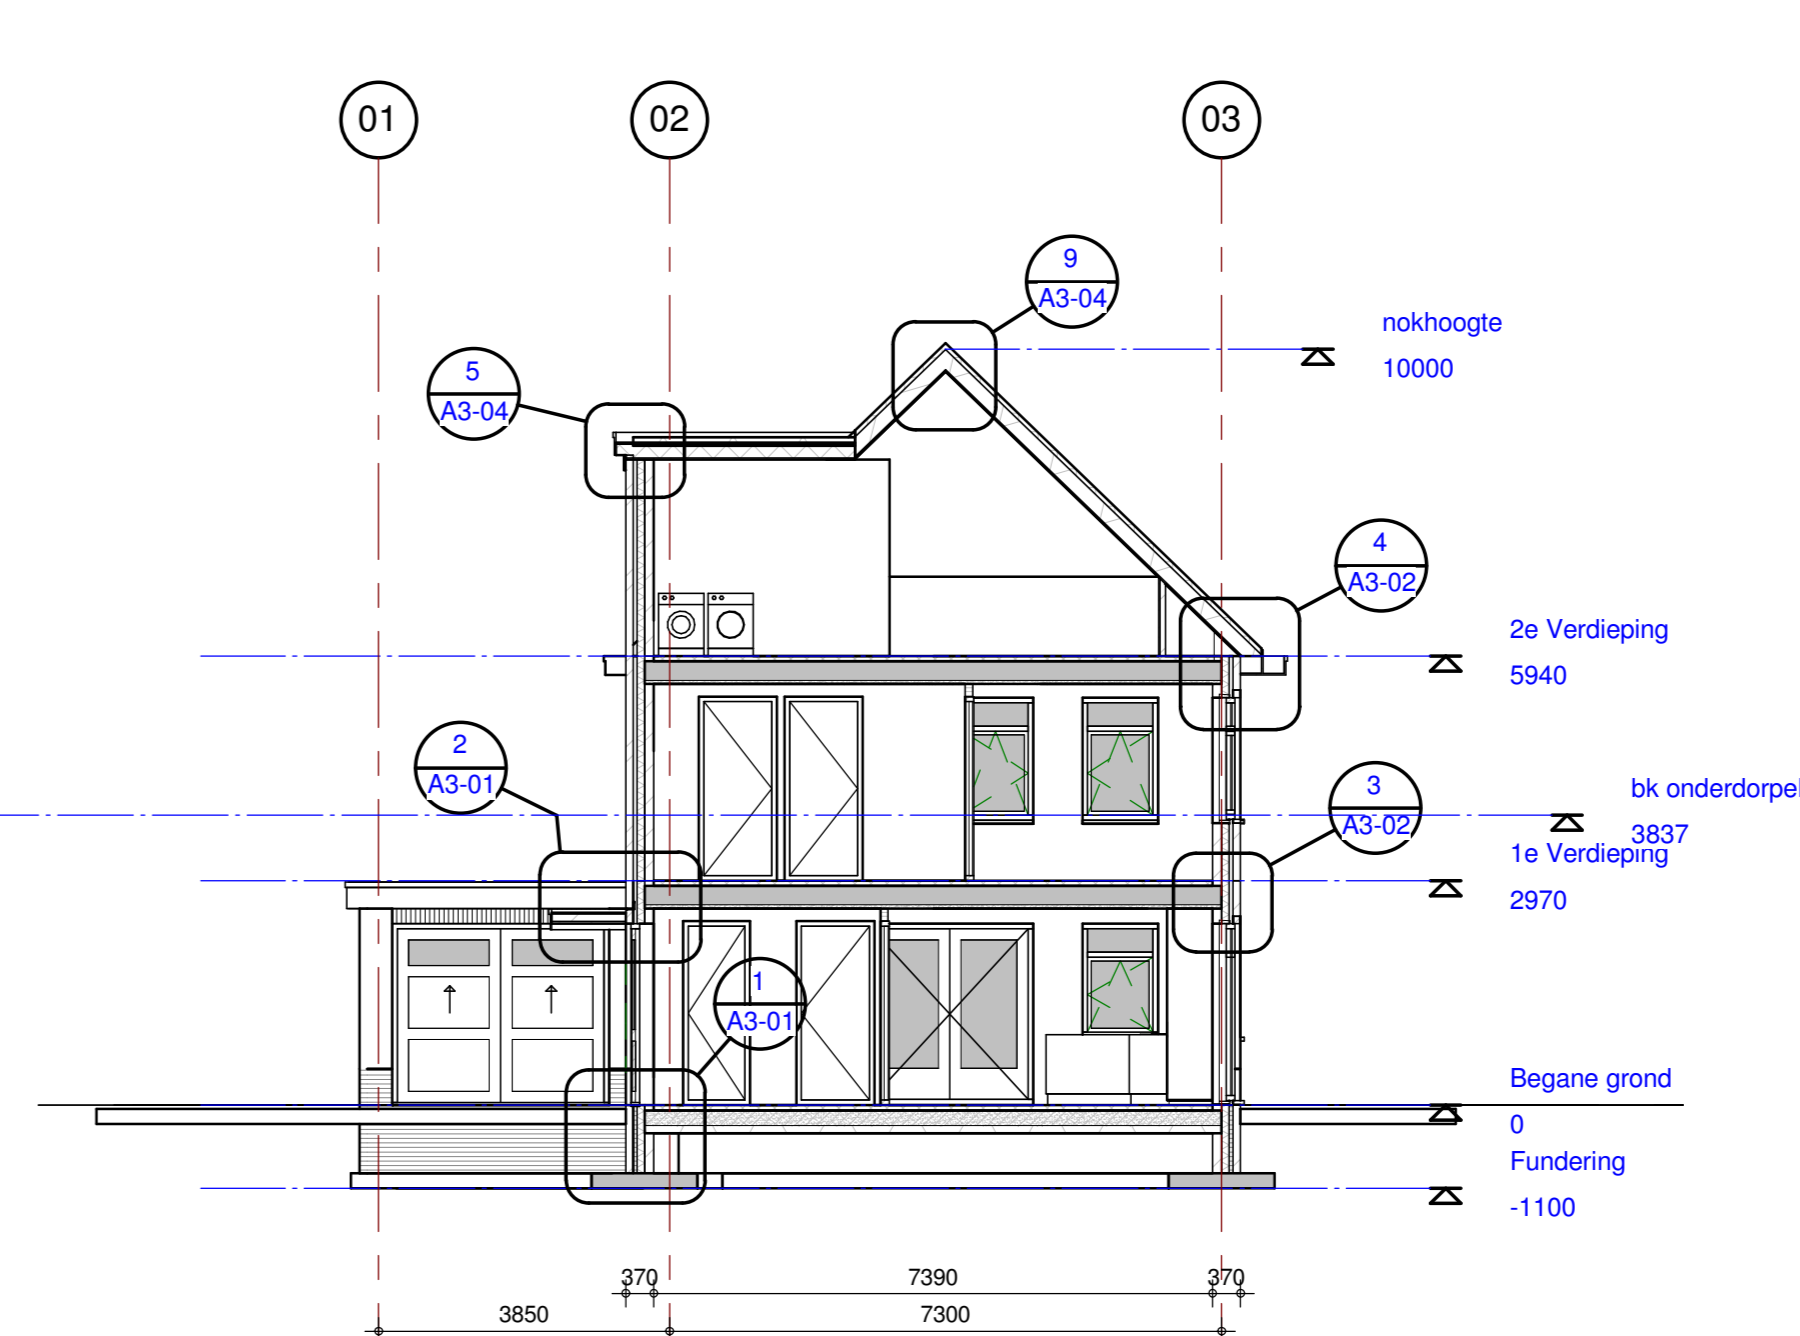 01
02
03
9
A3-04
nokhoogte
10000
5
A3-04
4
A3-02
2e Verdieping
5940
2
A3-01
3
A3-02
bk onderdorpel
3837
1e Verdieping
2970
1
A3-01
Begane grond
0
Fundering
-1100
370
7390
370
3850
7300